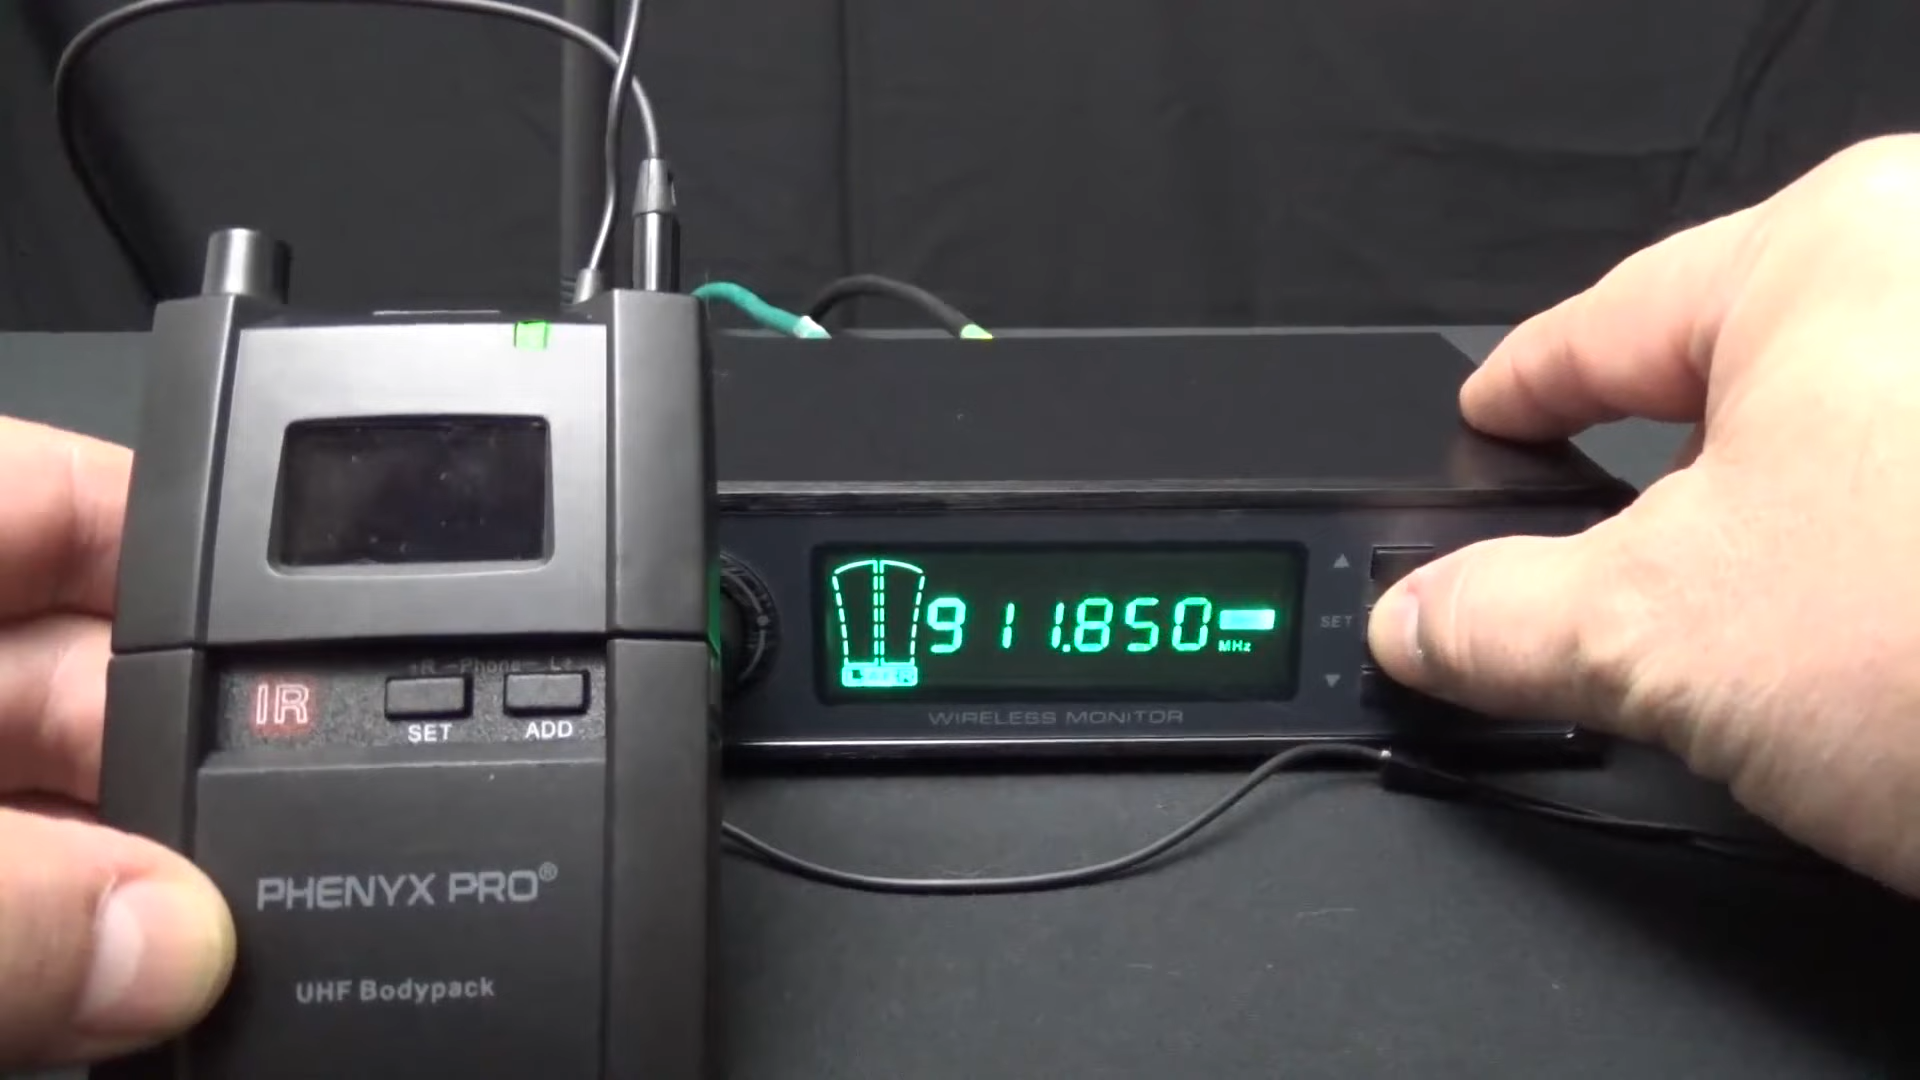 +R –Phone– L+
IR
SET
ADD
PHENYX PRO®
UHF Bodypack
911.850
MHz
WIRELESS MONITOR
SET